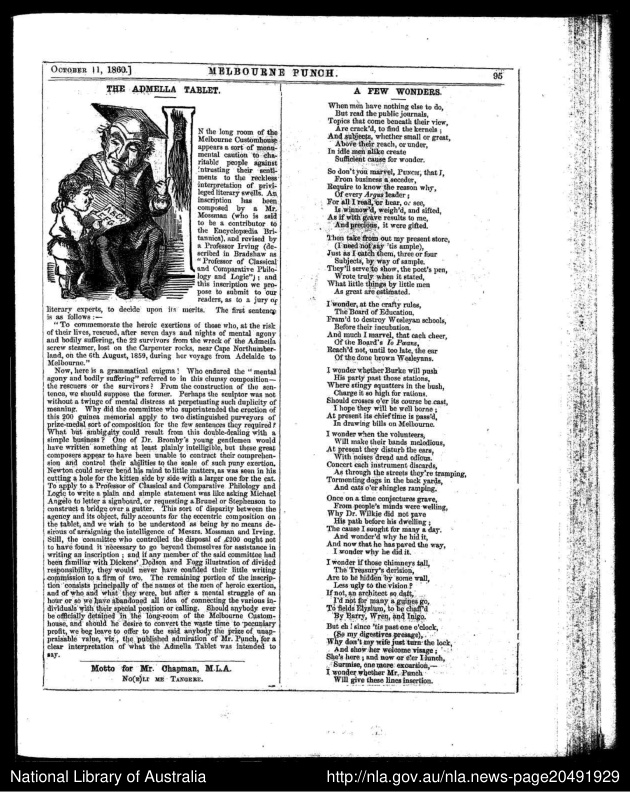 OCTOBER 11, 1860.]
MELBOURNE PUNCH.
95
THE ADMELLA TABLET.
N the long room of the
Melbourne Customhouse
appears a sort of monu-
mental caution to cha-
ritable people against
intrusting their senti-
ments to the reckless
interpretation of privi-
leged literary swells. An
inscription has been
composed by a Mr.
Mossman (who is said
to be a contributor to
the Encyclopædia Bri-
tannica), and revised by
a Professor Irving (de-
scribed in Bradshaw as
"Professor of Classical
and Comparative Philo-
logy and Logic"); and
this inscription we pro-
pose to submit to our
readers, as to a jury of
literary experts, to decide upon its merits. The first sentence
is as follows:—
"To commemorate the heroic exertions of those who, at the risk
of their lives, rescued, after seven days and nights of mental agony
and bodily suffering, the 22 survivors from the wreck of the Admella
screw steamer, lost on the Carpenter rocks, near Cape Northumber-
land, on the 6th August, 1859, during her voyage from Adelaide to
Melbourne."
Now, here is a grammatical enigma! Who endured the "mental
agony and bodily suffering" referred to in this clumsy composition—
the rescuers or the survivors? From the construction of the sen-
tence, we should suppose the former. Perhaps the sculptor was not
without a twinge of mental distress at perpetuating such duplicity of
meaning. Why did the committee who superintended the erection of
this 200 guinea memorial apply to two distinguished purveyors of
prize-medal sort of composition for the few sentences they required?
What but ambiguity could result from this double-dealing with a
simple business? One of Dr. Bromby's young gentlemen would
have written something at least plainly intelligible, but these great
composers appear to have been unable to contract their comprehen-
sion and control their abilities to the scale of such puny exertion.
Newton could never bend his mind to little matters, as was seen in his
cutting a hole for the kitten side by side with a larger one for the cat.
To apply to a Professor of Classical and Comparative Philology and
Logic to write a plain and simple statement was like asking Michael
Angelo to letter a signboard, or requesting a Brunel or Stephenson to
construct a bridge over a gutter. This sort of disparity between the
agency and its object, fully accounts for the eccentric composition on
the tablet, and we wish to be understood as being by no means de-
sirous of arraigning the intelligence of Messrs. Mossman and Irving.
Still, the committee who controlled the disposal of £200 ought not
to have found it necessary to go beyond themselves for assistance in
writing an inscription; and if any member of the said committee had
been familiar with Dickens' Dodson and Fogg illustration of divided
responsibility, they would never have confided their little writing
commission to a firm of two. The remaining portion of the inscrip-
tion consists principally of the names of the men of heroic exertion,
and of who and what they were, but after a mental struggle of an
hour or so we have abandoned all idea of connecting the various in-
dividuals with their special position or calling. Should anybody ever
be officially detained in the long-room of the Melbourne Custom-
house, and should he desire to convert the waste time to pecuniary
profit, we beg leave to offer to the said anybody the prize of unap-
praisable value, viz., the published admiration of Mr. Punch, for a
clear interpretation of what the Admella Tablet was intended to
say.
Motto for Mr. Chapman, M.L.A.
NO(B)LI ME TANGERE.
A FEW WONDERS.
When men have nothing else to do,
But read the public journals,
Topics that come beneath their view,
Are crack'd, to find the kernels;
And subjects, whether small or great,
Above their reach, or under,
In idle men alike create
Sufficient cause for wonder.
So don't you marvel, PUNCH, that I,
From business a seceder,
Require to know the reason why,
Of every Argus leader;
For all I read, or hear, or see,
Is winnow'd, weigh'd, and sifted,
As if with grave results to me,
And precious, it were gifted.
Then take from out my present store,
(I need not say 'tis ample),
Just as I catch them, three or four
Subjects, by way of sample.
They'll serve to show, the poet's pen,
Wrote truly when it stated,
What little things by little men
As great are estimated.
I wonder, at the crafty rules,
The Board of Education,
Fram'd to destroy Wesleyan schools,
Before their incubation.
And much I marvel, that each cheer,
Of the Board's Io Pæans,
Reach'd not, until too late, the ear
Of the done brown Wesleyans.
I wonder whether Burke will push
His party past those stations,
Where stingy squatters in the bush,
Charge it so high for rations.
Should crosses o'er its course be cast,
I hope they will be well borne;
At present its chief time is pass'd,
In drawing bills on Melbourne.
I wonder when the volunteers,
Will make their bands melodious,
At present they disturb the ears,
With noises dread and odious.
Concert each instrument discards,
As through the streets they're tramping,
Tormenting dogs in the back yards,
And cats o'er shingles ramping.
Once on a time conjectures grave,
From people's minds were welling,
Why Dr. Wilkie did not pave
His path before his dwelling;
The cause I sought for many a day.
And wonder'd why he hid it,
And now that he has paved the way,
I wonder why he did it.
I wonder if those chimneys tall,
The Treasury's derision,
Are to be hidden by some wall,
Less ugly to the vision?
If not, an architect so daft,
I'd not for many a guinea go,
To fields Elysium, to be chaff'd
By Barry, Wren, and Inigo.
But eh! since 'tis past one o'clock,
(So my digestives presage),
Why don't my wife just turn the lock,
And show her welcome visage;
She's here; and now or e'er I lunch,
Surmise, one more excursion,—
I wonder whether Mr. Punch
Will give these lines insertion.
National Library of Australia
http://nla.gov.au/nla.news-page20491929